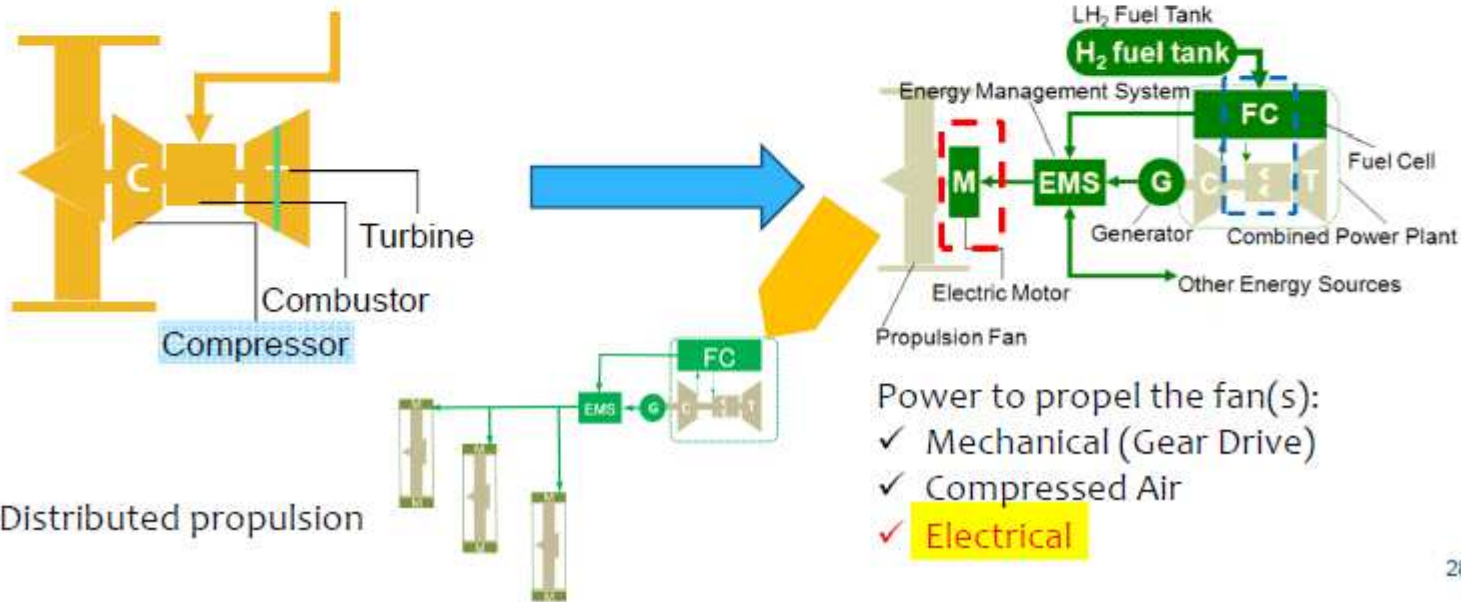 C
T
Turbine
Combustor
Compressor
LH₂ Fuel Tank
H₂ fuel tank
Energy Management System
FC
Fuel Cell
M
EMS
G
C
T
Generator
Combined Power Plant
Electric Motor
Other Energy Sources
Propulsion Fan
FC
EMS
G
C
T
M
M
M
M
M
M
Distributed propulsion
Power to propel the fan(s):
✓ Mechanical (Gear Drive)
✓ Compressed Air
✓ Electrical